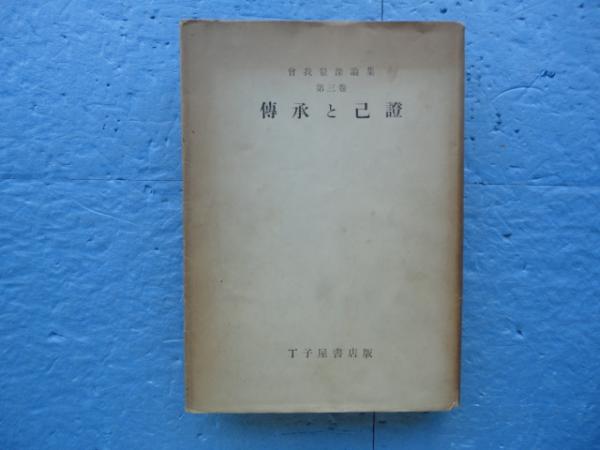 曾我量深論集
第三卷
傳承と己證
丁子屋書店版